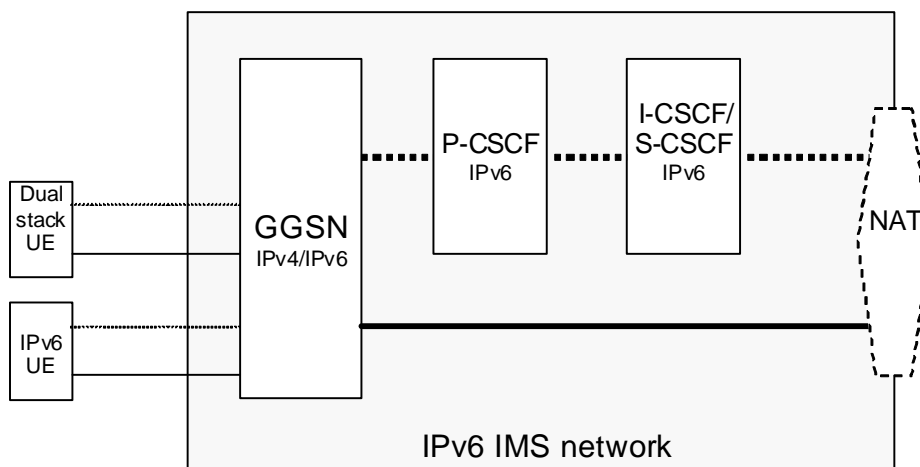 Dual
stack
UE
IPv6
UE
GGSN
IPv4/IPv6
P-CSCF
IPv6
I-CSCF/
S-CSCF
IPv6
NAT
IPv6 IMS network